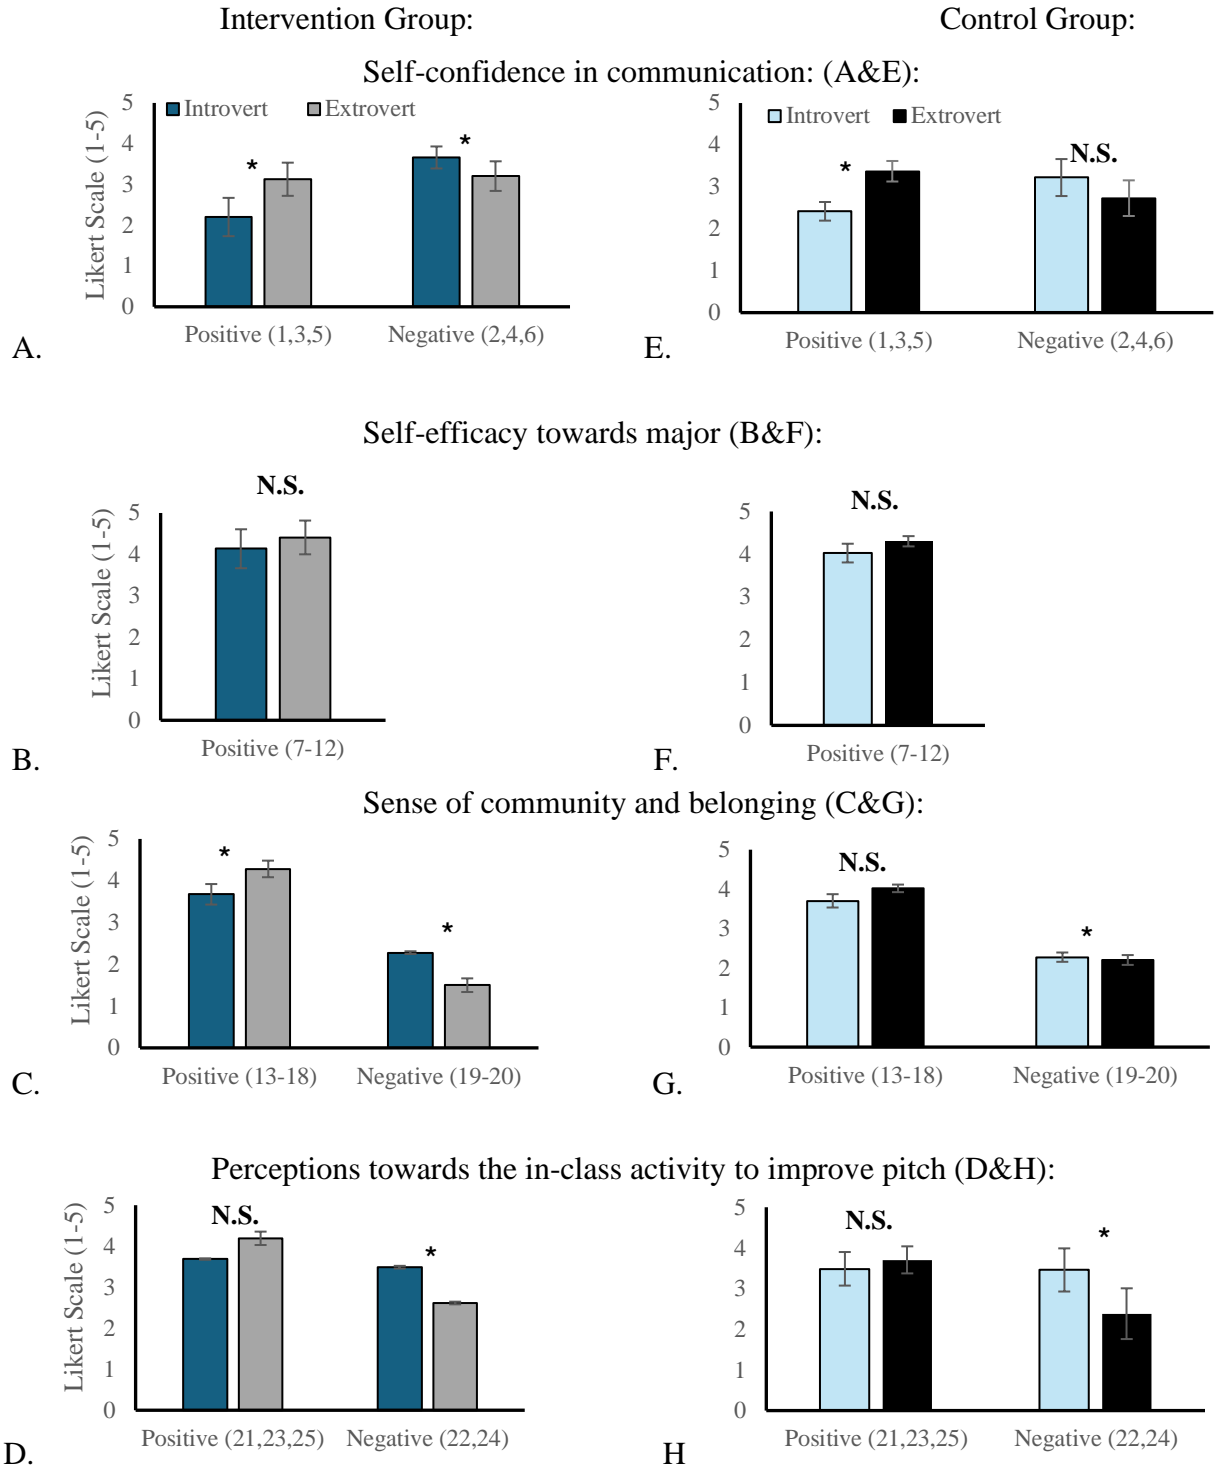 Intervention Group: Control Group:
Self-confidence in communication: (A&E):
Likert Scale (1-5)
5
4
3
2
1
0
Introvert Extrovert
*
*
Positive (1,3,5) Negative (2,4,6)
A.
5
4
3
2
1
0
Introvert Extrovert
*
N.S.
Positive (1,3,5) Negative (2,4,6)
E.
Self-efficacy towards major (B&F):
Likert Scale (1-5)
N.S.
5
4
3
2
1
0
Positive (7-12)
B.
N.S.
5
4
3
2
1
0
Positive (7-12)
F.
Sense of community and belonging (C&G):
Likert Scale (1-5)
5
4
3
2
1
0
*
*
Positive (13-18) Negative (19-20)
C.
5
4
3
2
1
0
N.S.
*
Positive (13-18) Negative (19-20)
G.
Perceptions towards the in-class activity to improve pitch (D&H):
Likert Scale (1-5)
5
4
3
2
1
0
N.S.
*
Positive (21,23,25) Negative (22,24)
D.
5
4
3
2
1
0
N.S.
*
Positive (21,23,25) Negative (22,24)
H